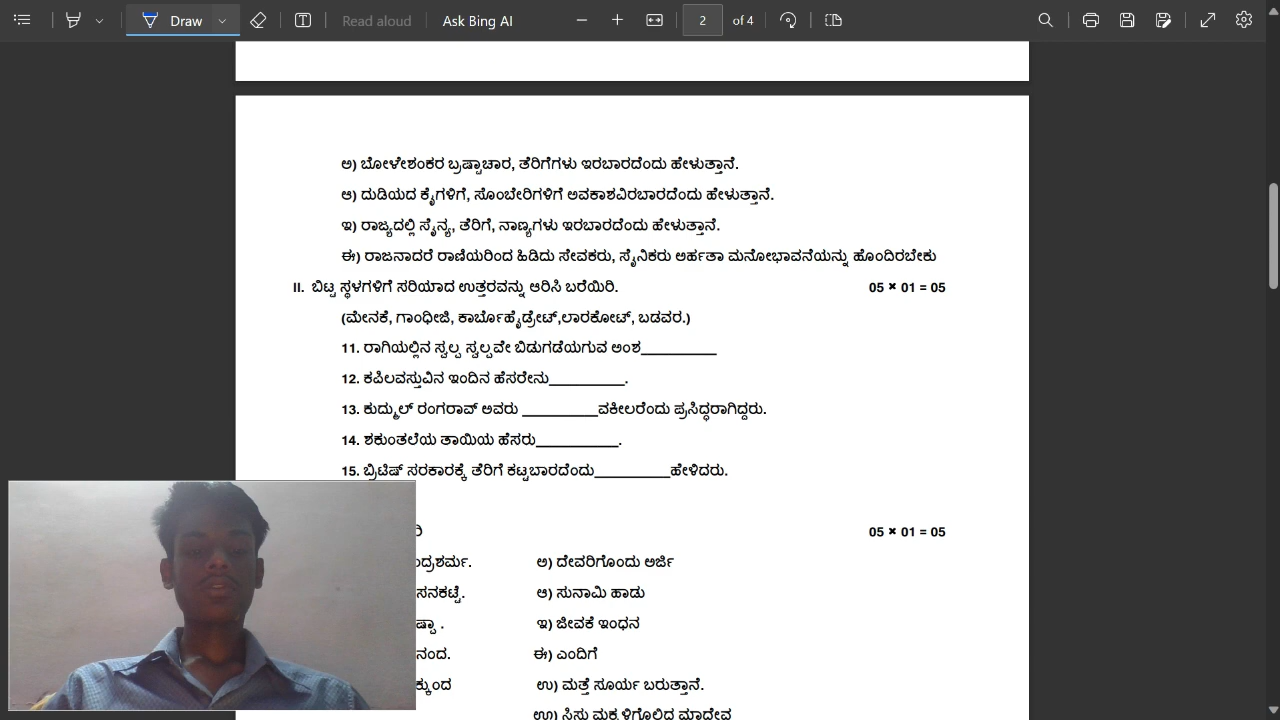 Draw
Read aloud
Ask Bing AI
2 of 4
ಅ) ಬೋಳೇಶಂಕರ ಬ್ರಷ್ಟಾಚಾರ, ತೆರಿಗೆಗಳು ಇರಬಾರದೆಂದು ಹೇಳುತ್ತಾನೆ.
ಆ) ದುಡಿಯದ ಕೈಗಳಿಗೆ, ಸೊಂಬೇರಿಗಳಿಗೆ ಅವಕಾಶವಿರಬಾರದೆಂದು ಹೇಳುತ್ತಾನೆ.
ಇ) ರಾಜ್ಯದಲ್ಲಿ ಸೈನ್ಯ, ತೆರಿಗೆ, ನಾಣ್ಯಗಳು ಇರಬಾರದೆಂದು ಹೇಳುತ್ತಾನೆ.
ಈ) ರಾಜನಾದರೆ ರಾಣಿಯರಿಂದ ಹಿಡಿದು ಸೇವಕರು, ಸೈನಿಕರು ಅರ್ಹತಾ ಮನೋಭಾವನೆಯನ್ನು ಹೊಂದಿರಬೇಕು
II. ಬಿಟ್ಟ ಸ್ಥಳಗಳಿಗೆ ಸರಿಯಾದ ಉತ್ತರವನ್ನು ಆರಿಸಿ ಬರೆಯಿರಿ. 05 × 01 = 05
(ಮೇನಕೆ, ಗಾಂಧೀಜಿ, ಕಾರ್ಬೊಹೈಡ್ರೇಟ್,ಲಾರಕೋಟ್, ಬಡವರ.)
11. ರಾಗಿಯಲ್ಲಿನ ಸ್ವಲ್ಪ ಸ್ವಲ್ಪವೇ ಬಿಡುಗಡೆಯಗುವ ಅಂಶ__________
12. ಕಪಿಲವಸ್ತುವಿನ ಇಂದಿನ ಹೆಸರೇನು__________.
13. ಕುದ್ಮುಲ್ ರಂಗರಾವ್ ಅವರು __________ವಕೀಲರೆಂದು ಪ್ರಸಿದ್ಧರಾಗಿದ್ದರು.
14. ಶಕುಂತಲೆಯ ತಾಯಿಯ ಹೆಸರು___________.
15. ಬ್ರಿಟಿಷ್ ಸರಕಾರಕ್ಕೆ ತೆರಿಗೆ ಕಟ್ಟಬಾರದೆಂದು__________ಹೇಳಿದರು.
ರಿ 05 × 01 = 05
ಂದ್ರಶರ್ಮ. ಅ) ದೇವರಿಗೊಂದು ಅರ್ಜಿ
ಸನಕಟ್ಟೆ. ಆ) ಸುನಾಮಿ ಹಾಡು
ಷ್ಪಾ . ಇ) ಜೀವಕೆ ಇಂಧನ
ನಂದ. ಈ) ಎಂದಿಗೆ
ಕ್ಕುಂದ ಉ) ಮತ್ತೆ ಸೂರ್ಯ ಬರುತ್ತಾನೆ.
ಊ) ಸಿಸು ಮಕ್ಕಳಿಗೊಲಿದ ಮಾದೇವ